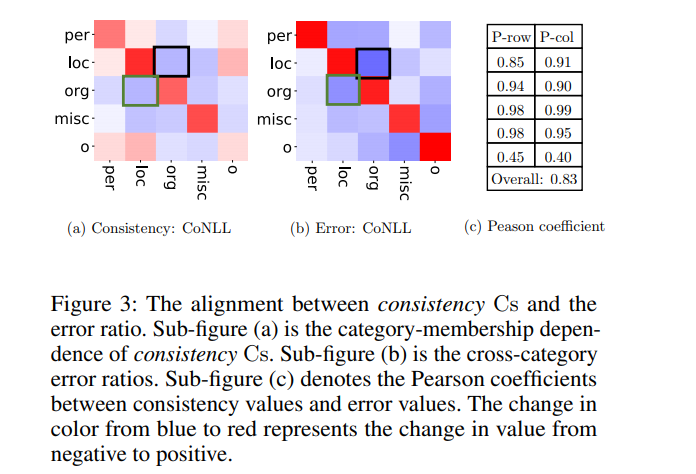 per
loc
org
misc
o
per
loc
org
misc
o
(a) Consistency: CoNLL
per
loc
org
misc
o
per
loc
org
misc
o
(b) Error: CoNLL
P-row P-col
0.85 0.91
0.94 0.90
0.98 0.99
0.98 0.95
0.45 0.40
Overall: 0.83
(c) Peason coefficient
Figure 3: The alignment between consistency Cs and the
error ratio. Sub-figure (a) is the category-membership depen-
dence of consistency Cs. Sub-figure (b) is the cross-category
error ratios. Sub-figure (c) denotes the Pearson coefficients
between consistency values and error values. The change in
color from blue to red represents the change in value from
negative to positive.